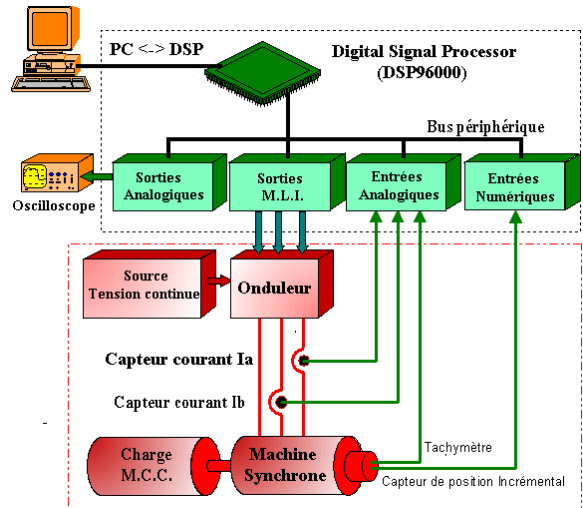 PC <-> DSP
Digital Signal Processor
(DSP96000)
Bus périphérique
Oscilloscope
Sorties
Analogiques
Sorties
M.L.I.
Entrées
Analogiques
Entrées
Numériques
Source
Tension continue
Onduleur
Capteur courant Ia
Capteur courant Ib
Charge
M.C.C.
Machine
Synchrone
Tachymètre
Capteur de position Incrémental